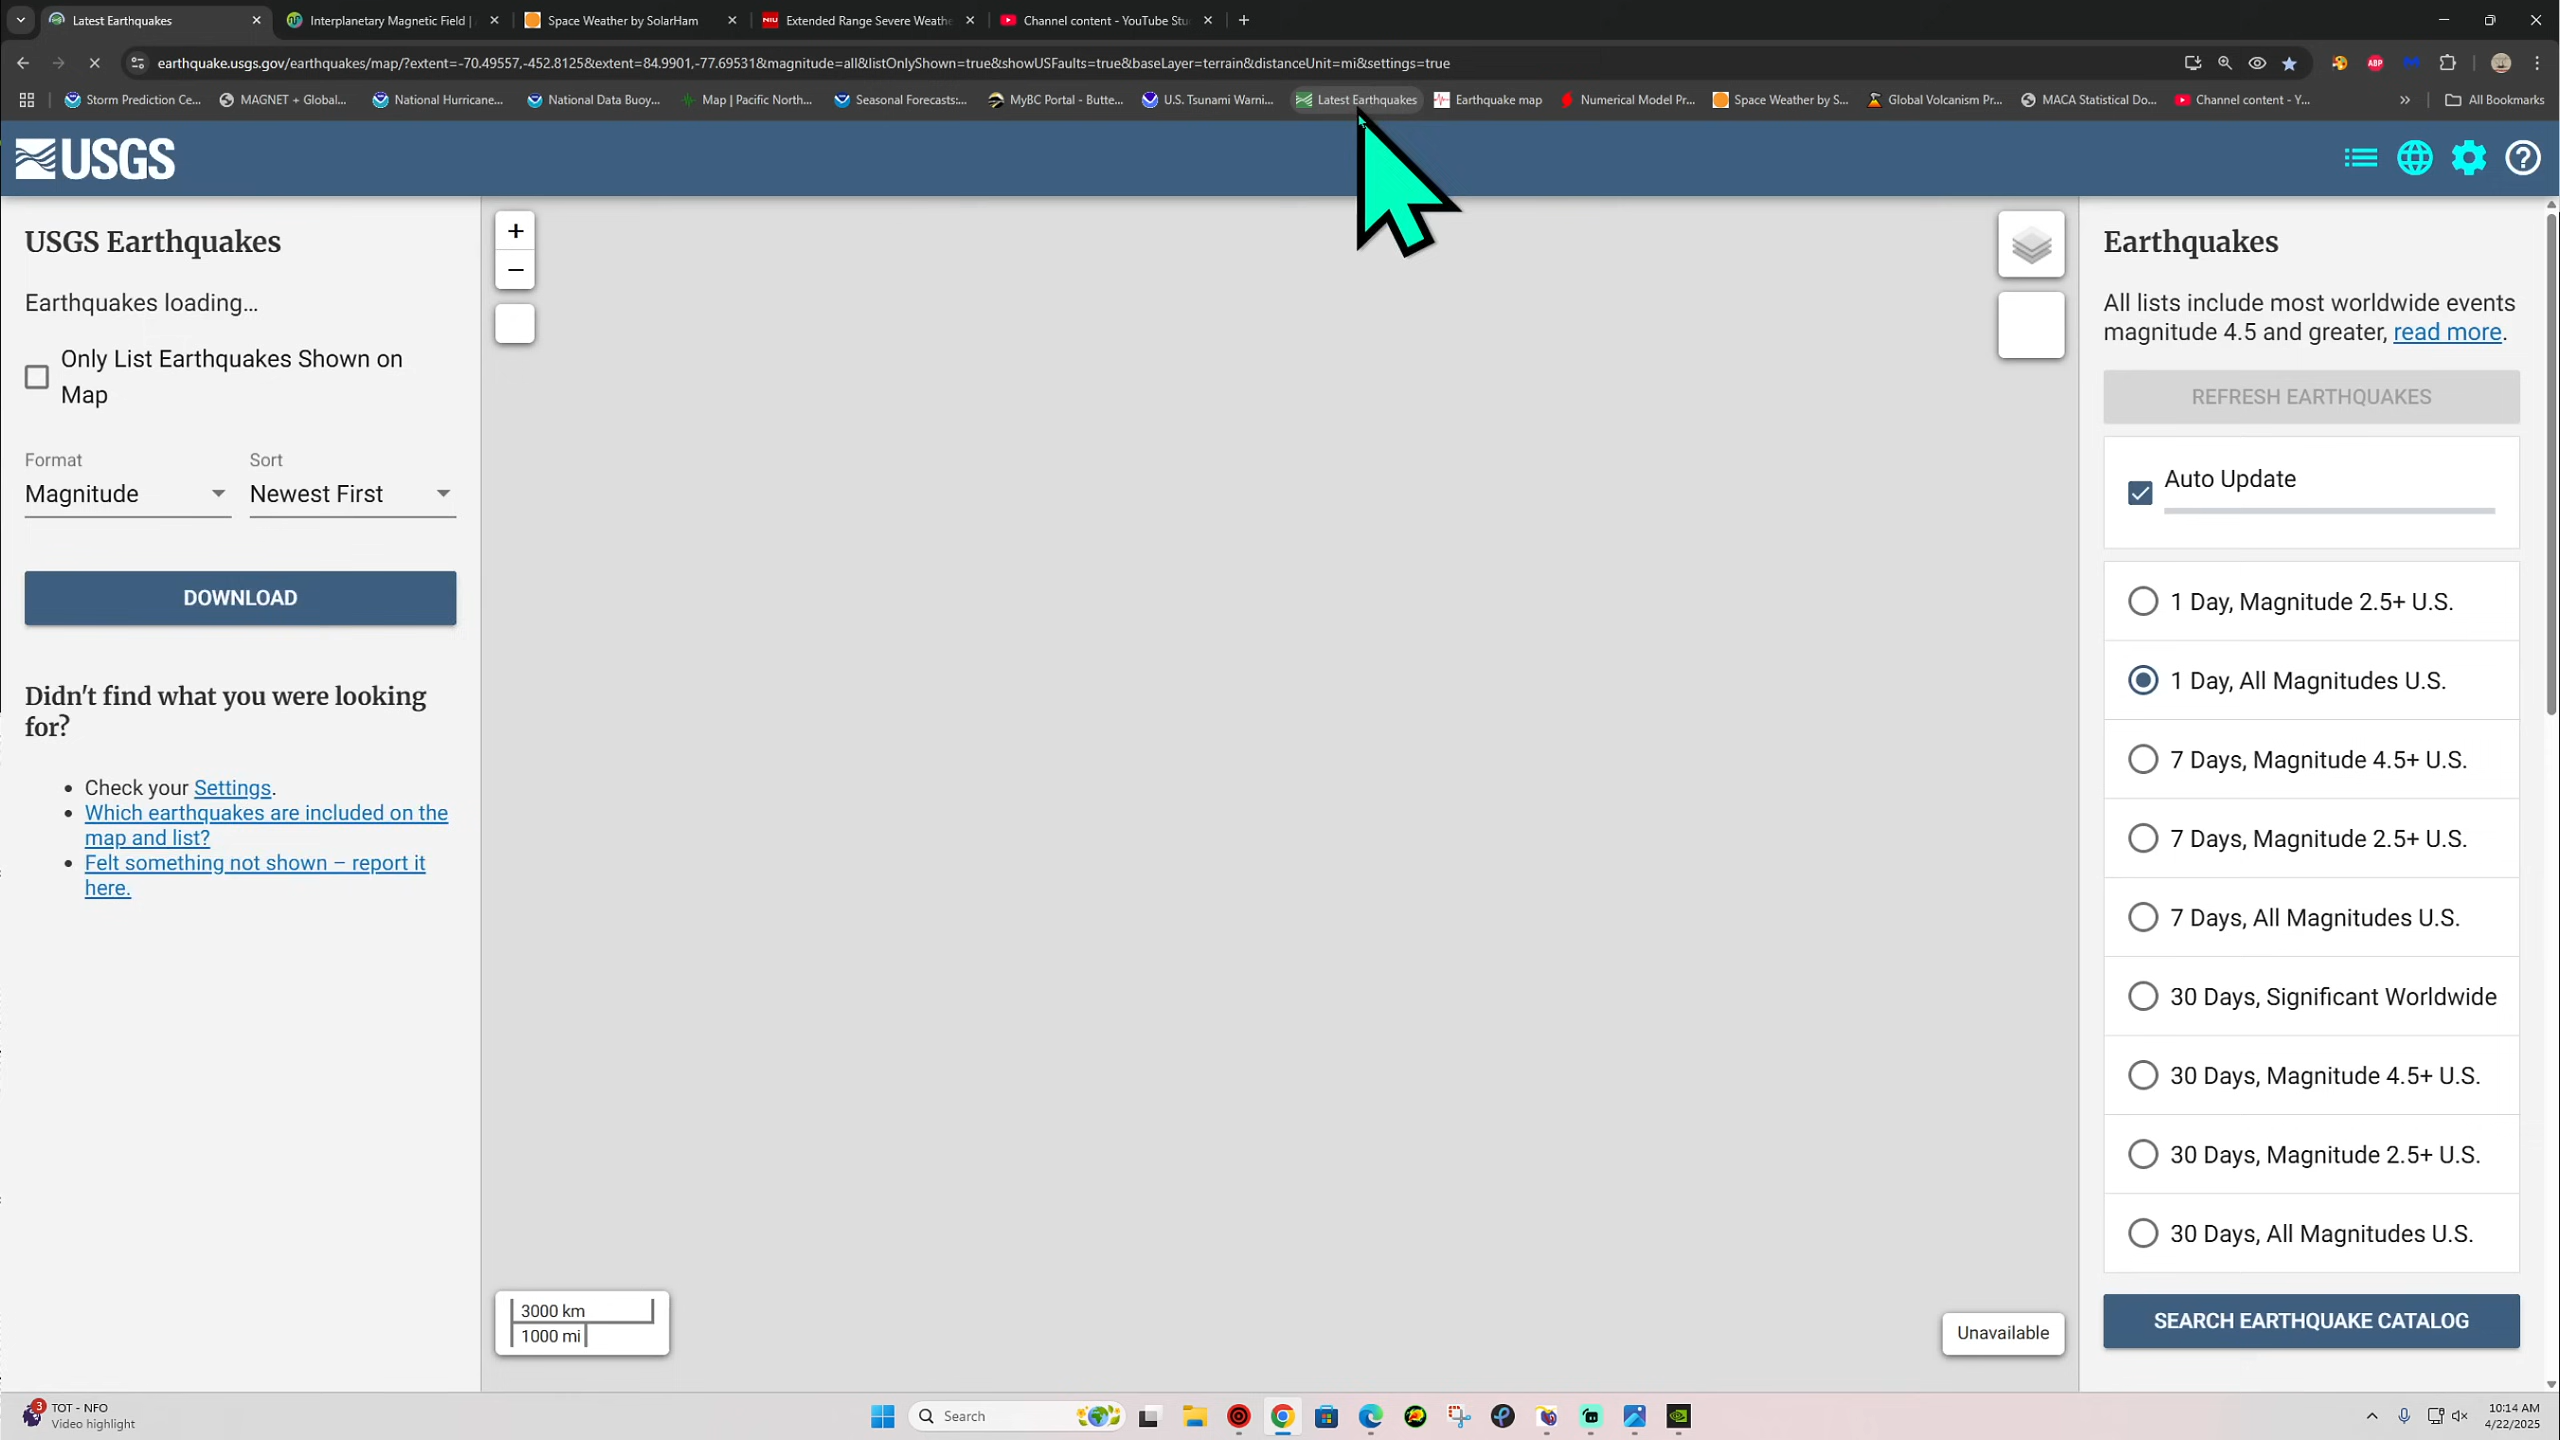 Latest Earthquakes
Interplanetary Magnetic Field |
Space Weather by SolarHam
NIU
Extended Range Severe Weathe
Channel content - YouTube Stu
earthquake.usgs.gov/earthquakes/map/?extent=-70.49557,-452.8125&extent=84.9901,-77.69531&magnitude=all&listOnlyShown=true&showUSFaults=true&baseLayer=terrain&distanceUnit=mi&settings=true
ABP
Storm Prediction Ce...
MAGNET + Global...
National Hurricane...
National Data Buoy...
Map | Pacific North...
Seasonal Forecasts:...
MyBC Portal - Butte...
U.S. Tsunami Warni...
Latest Earthquakes
Earthquake map
Numerical Model Pr...
Space Weather by S...
Global Volcanism Pr...
MACA Statistical Do...
Channel content - Y...
All Bookmarks
USGS
USGS Earthquakes
Earthquakes loading...
Only List Earthquakes Shown on
Map
Format
Sort
Magnitude
Newest First
DOWNLOAD
Didn't find what you were looking
for?
Check your Settings.
Which earthquakes are included on the
map and list?
Felt something not shown – report it
here.
+
−
3000 km
1000 mi
Unavailable
Earthquakes
All lists include most worldwide events
magnitude 4.5 and greater, read more.
REFRESH EARTHQUAKES
Auto Update
1 Day, Magnitude 2.5+ U.S.
1 Day, All Magnitudes U.S.
7 Days, Magnitude 4.5+ U.S.
7 Days, Magnitude 2.5+ U.S.
7 Days, All Magnitudes U.S.
30 Days, Significant Worldwide
30 Days, Magnitude 4.5+ U.S.
30 Days, Magnitude 2.5+ U.S.
30 Days, All Magnitudes U.S.
SEARCH EARTHQUAKE CATALOG
3
TOT - NFO
Video highlight
Search
10:14 AM
4/22/2025